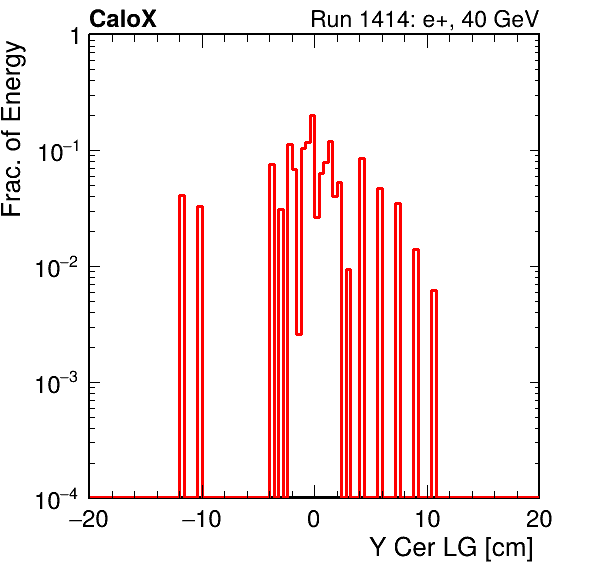 CaloX Run 1414: e+, 40 GeV
Frac. of Energy
1
10⁻¹
10⁻²
10⁻³
10⁻⁴
−20 −10 0 10 20
Y Cer LG [cm]